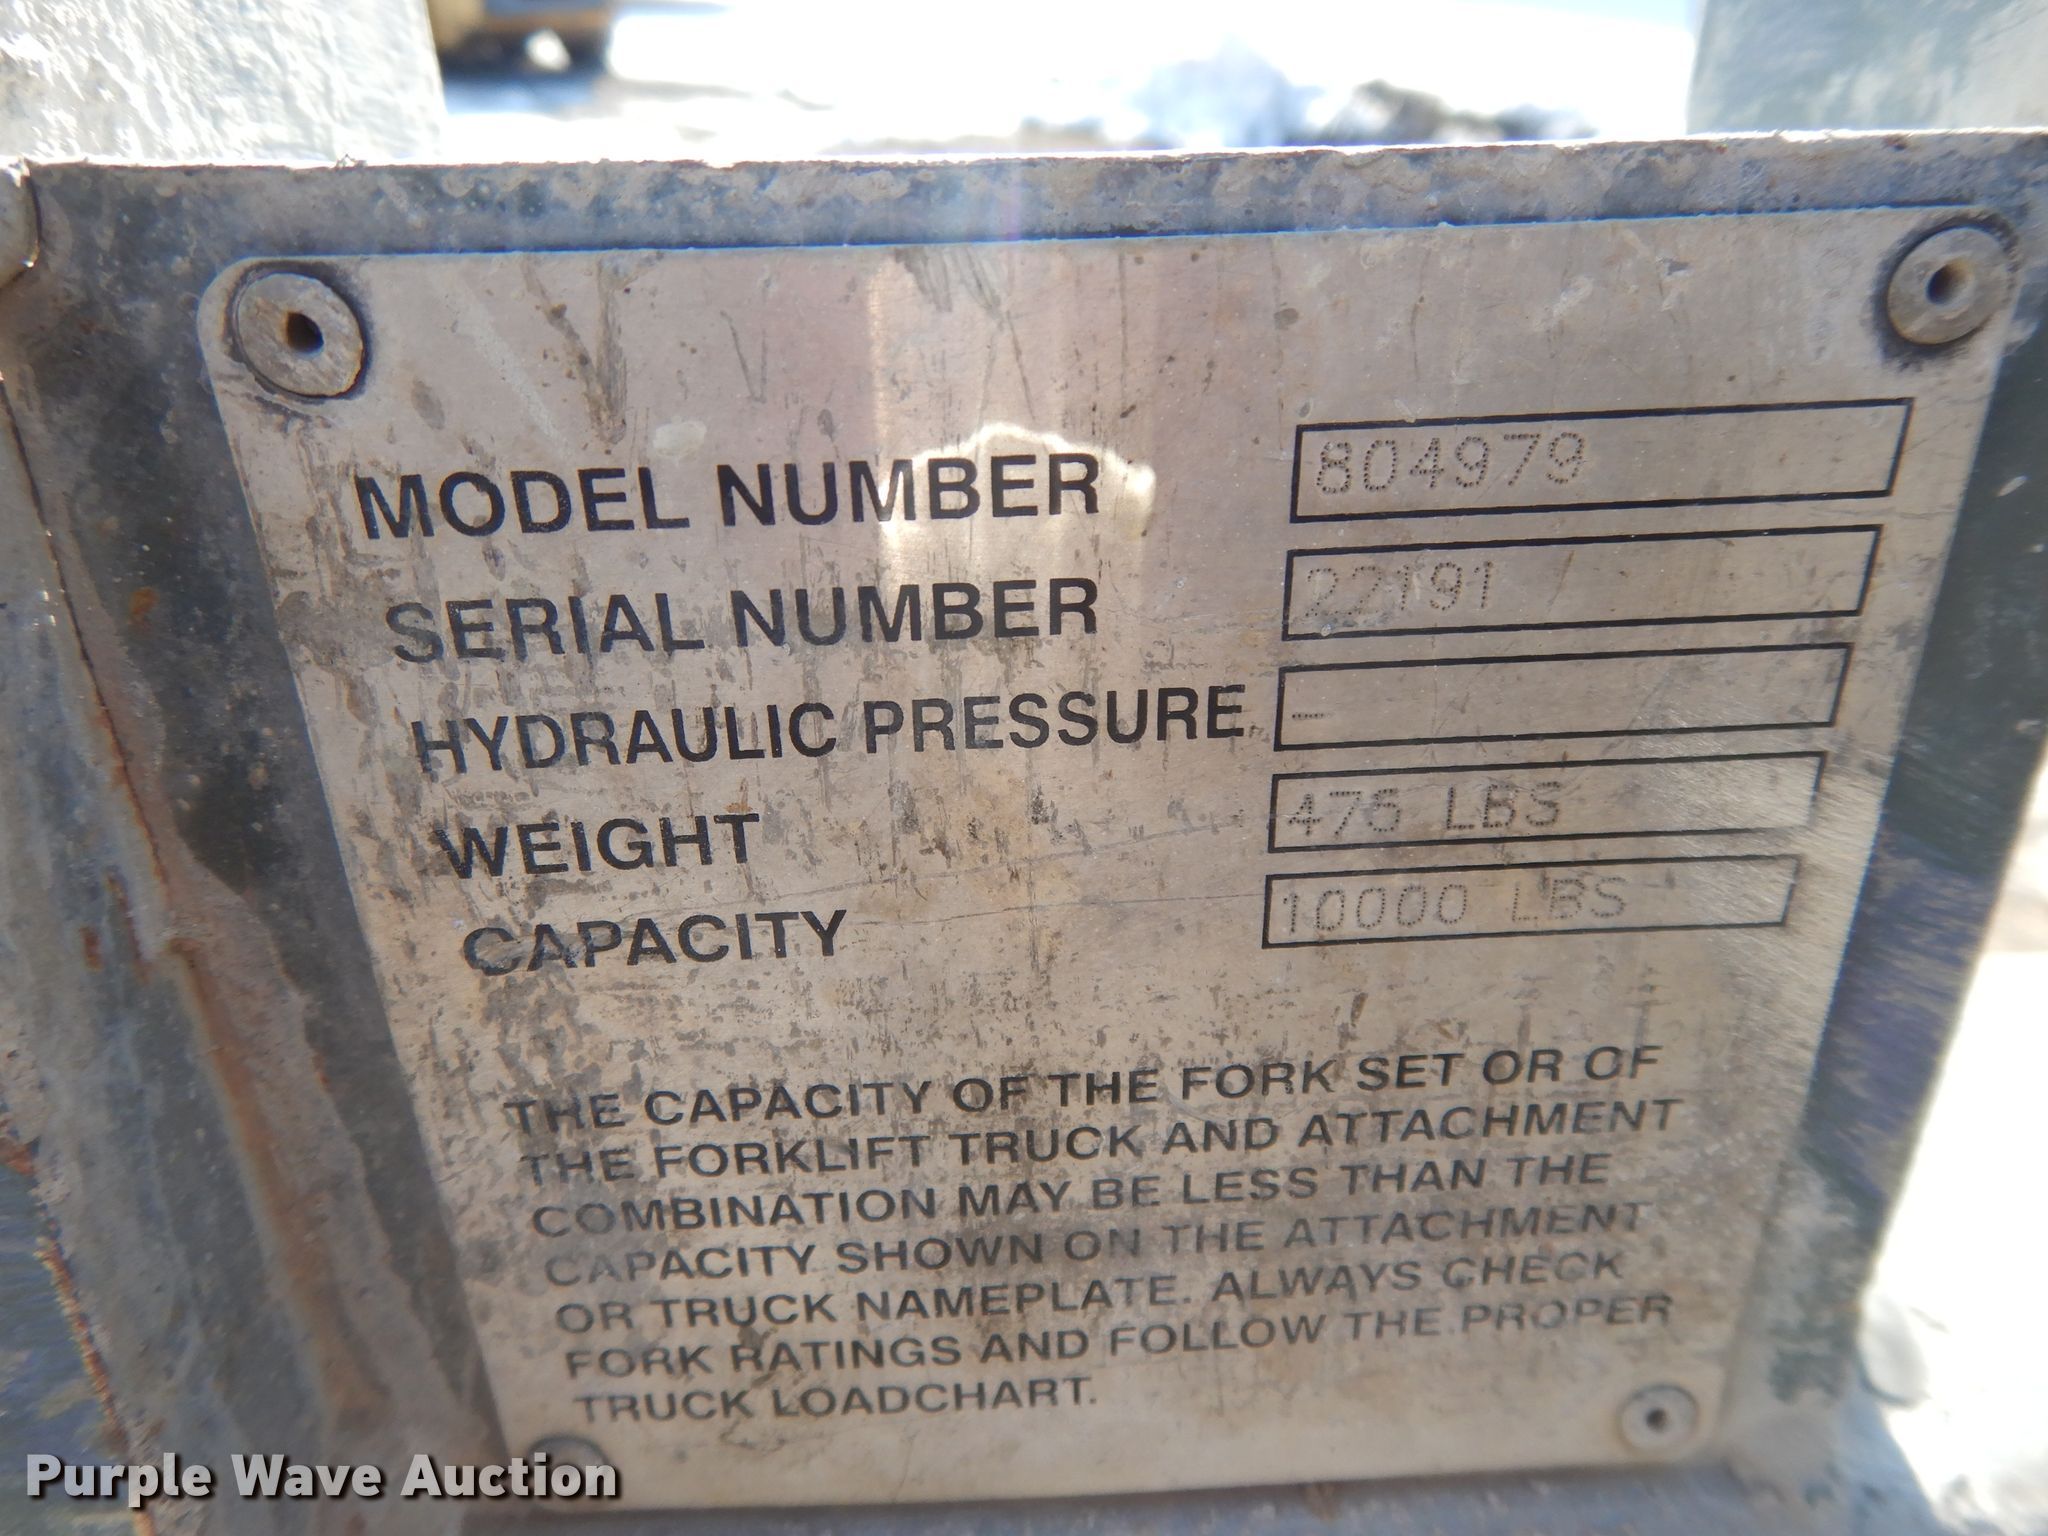 MODEL NUMBER 804979
SERIAL NUMBER 22191
HYDRAULIC PRESSURE -
WEIGHT 475 LBS
CAPACITY 10000 LBS
THE CAPACITY OF THE FORK SET OR OF
THE FORKLIFT TRUCK AND ATTACHMENT
COMBINATION MAY BE LESS THAN THE
CAPACITY SHOWN ON THE ATTACHMENT
OR TRUCK NAMEPLATE. ALWAYS CHECK
FORK RATINGS AND FOLLOW THE PROPER
TRUCK LOADCHART.
Purple Wave Auction